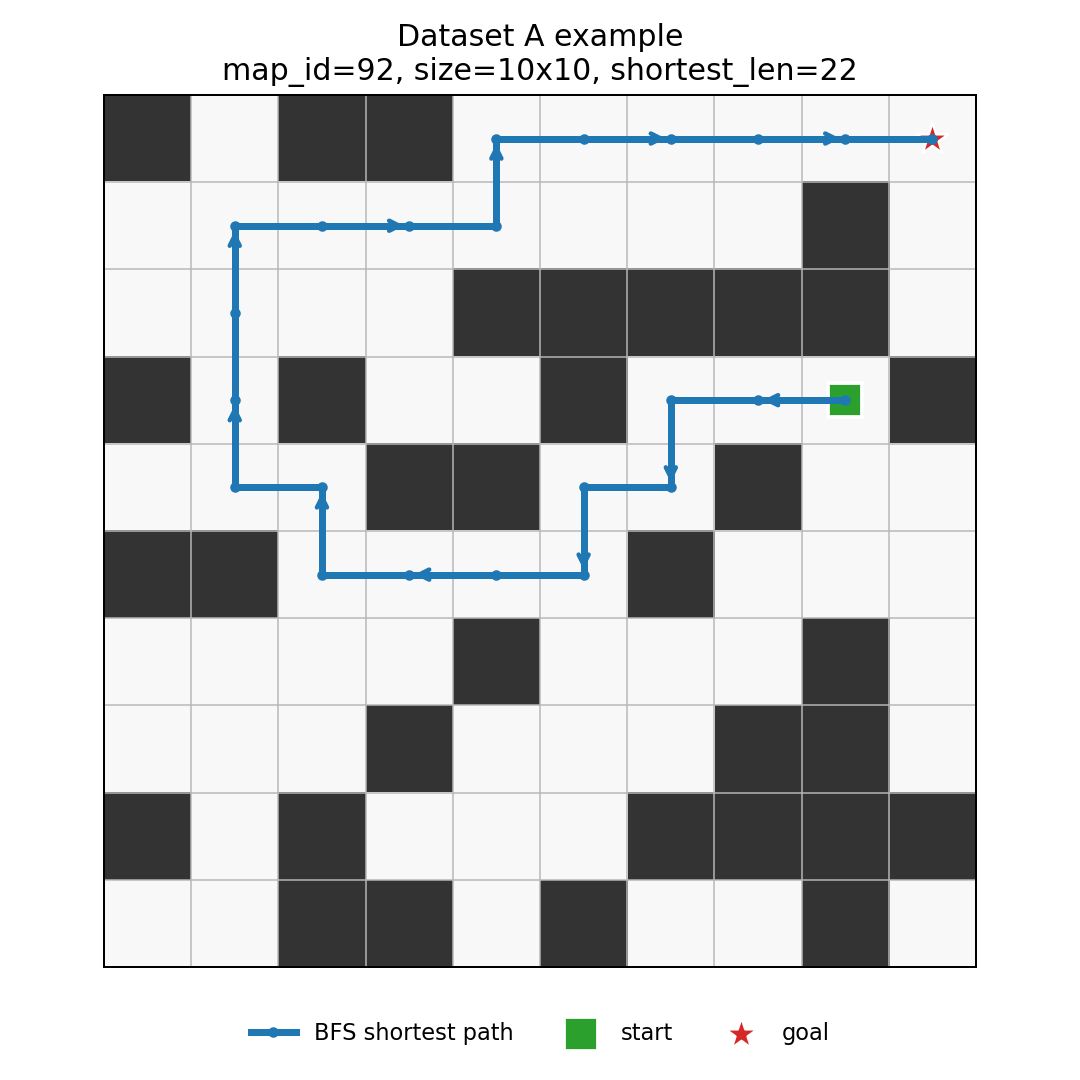 Dataset A example
map_id=92, size=10x10, shortest_len=22
BFS shortest path
start
goal